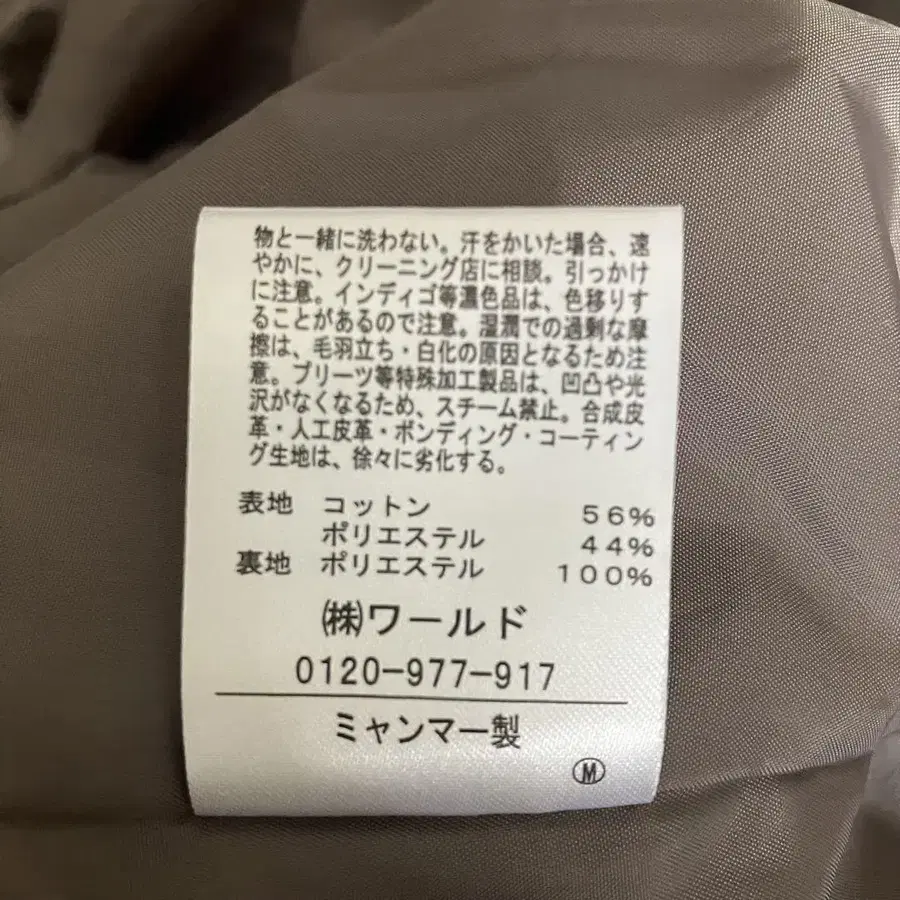 物と一緒に洗わない。汗をかいた場合、速
やかに、クリーニング店に相談。引っかけ
に注意。インディゴ等濃色品は、色移りす
ることがあるので注意。湿潤での過剰な摩
擦は、毛羽立ち・白化の原因となるため注
意。プリーツ等特殊加工製品は、凹凸や光
沢がなくなるため、スチーム禁止。合成皮
革・人工皮革・ボンディング・コーティン
グ生地は、徐々に劣化する。
表地 コットン 56%
ポリエステル 44%
裏地 ポリエステル 100%
㈱ワールド
0120-977-917
ミャンマー製
Ⓜ